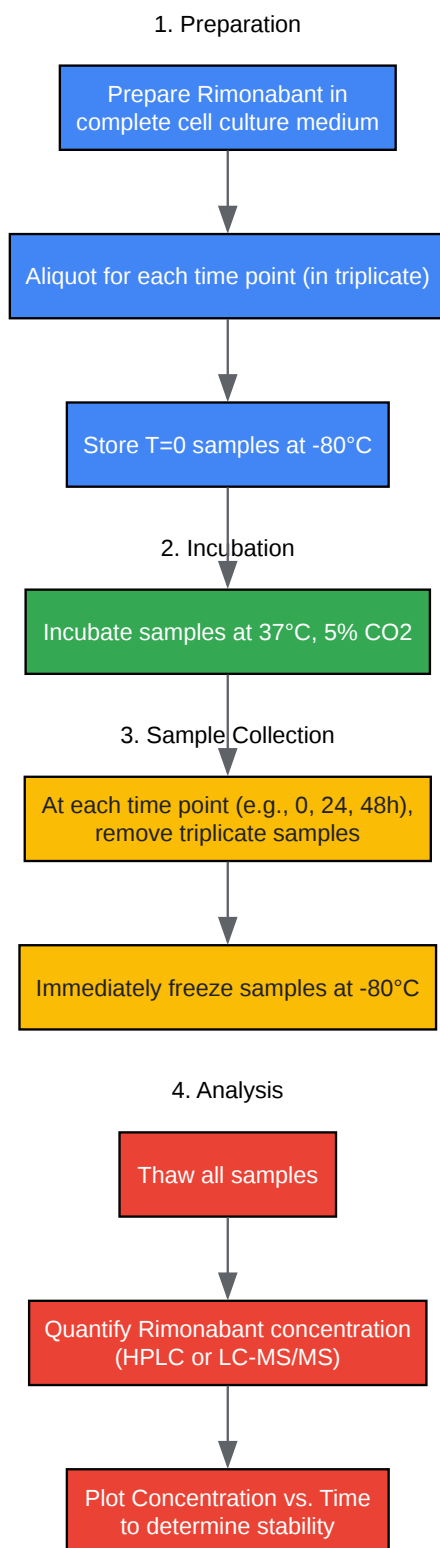 1. Preparation
Prepare Rimonabant in
complete cell culture medium
Aliquot for each time point (in triplicate)
Store T=0 samples at -80°C
2. Incubation
Incubate samples at 37°C, 5% CO2
3. Sample Collection
At each time point (e.g., 0, 24, 48h),
remove triplicate samples
Immediately freeze samples at -80°C
4. Analysis
Thaw all samples
Quantify Rimonabant concentration
(HPLC or LC-MS/MS)
Plot Concentration vs. Time
to determine stability